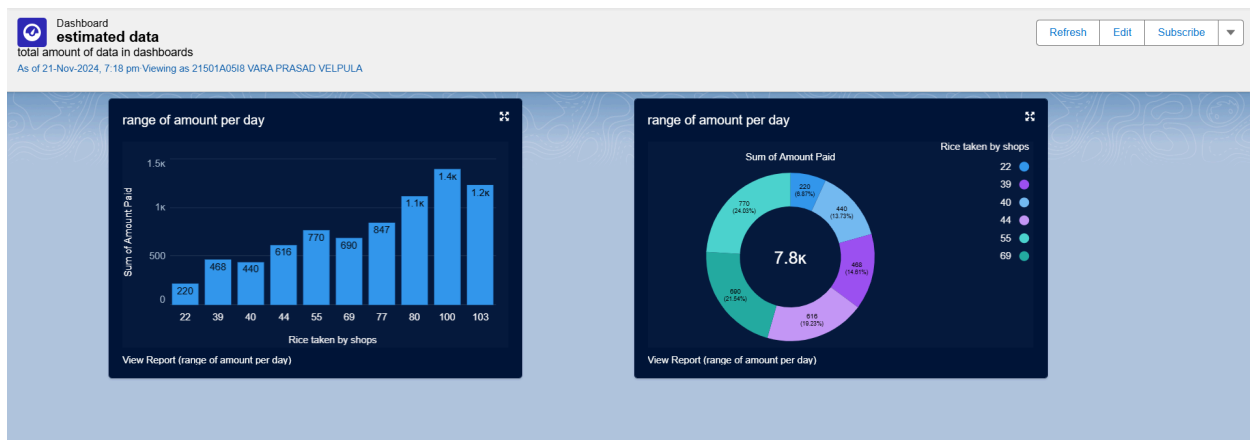 Dashboard
estimated data
total amount of data in dashboards
As of 21-Nov-2024, 7:18 pm·Viewing as 21501A05I8 VARA PRASAD VELPULA
Refresh
Edit
Subscribe
range of amount per day
Sum of Amount Paid
1.5K
1K
500
0
220
468
440
616
770
690
847
1.1K
1.4K
1.2K
22 39 40 44 55 69 77 80 100 103
Rice taken by shops
View Report (range of amount per day)
range of amount per day
Sum of Amount Paid
220
(6.87%)
440
(13.73%)
468
(14.61%)
616
(19.23%)
690
(21.54%)
770
(24.03%)
7.8K
Rice taken by shops
22
39
40
44
55
69
View Report (range of amount per day)